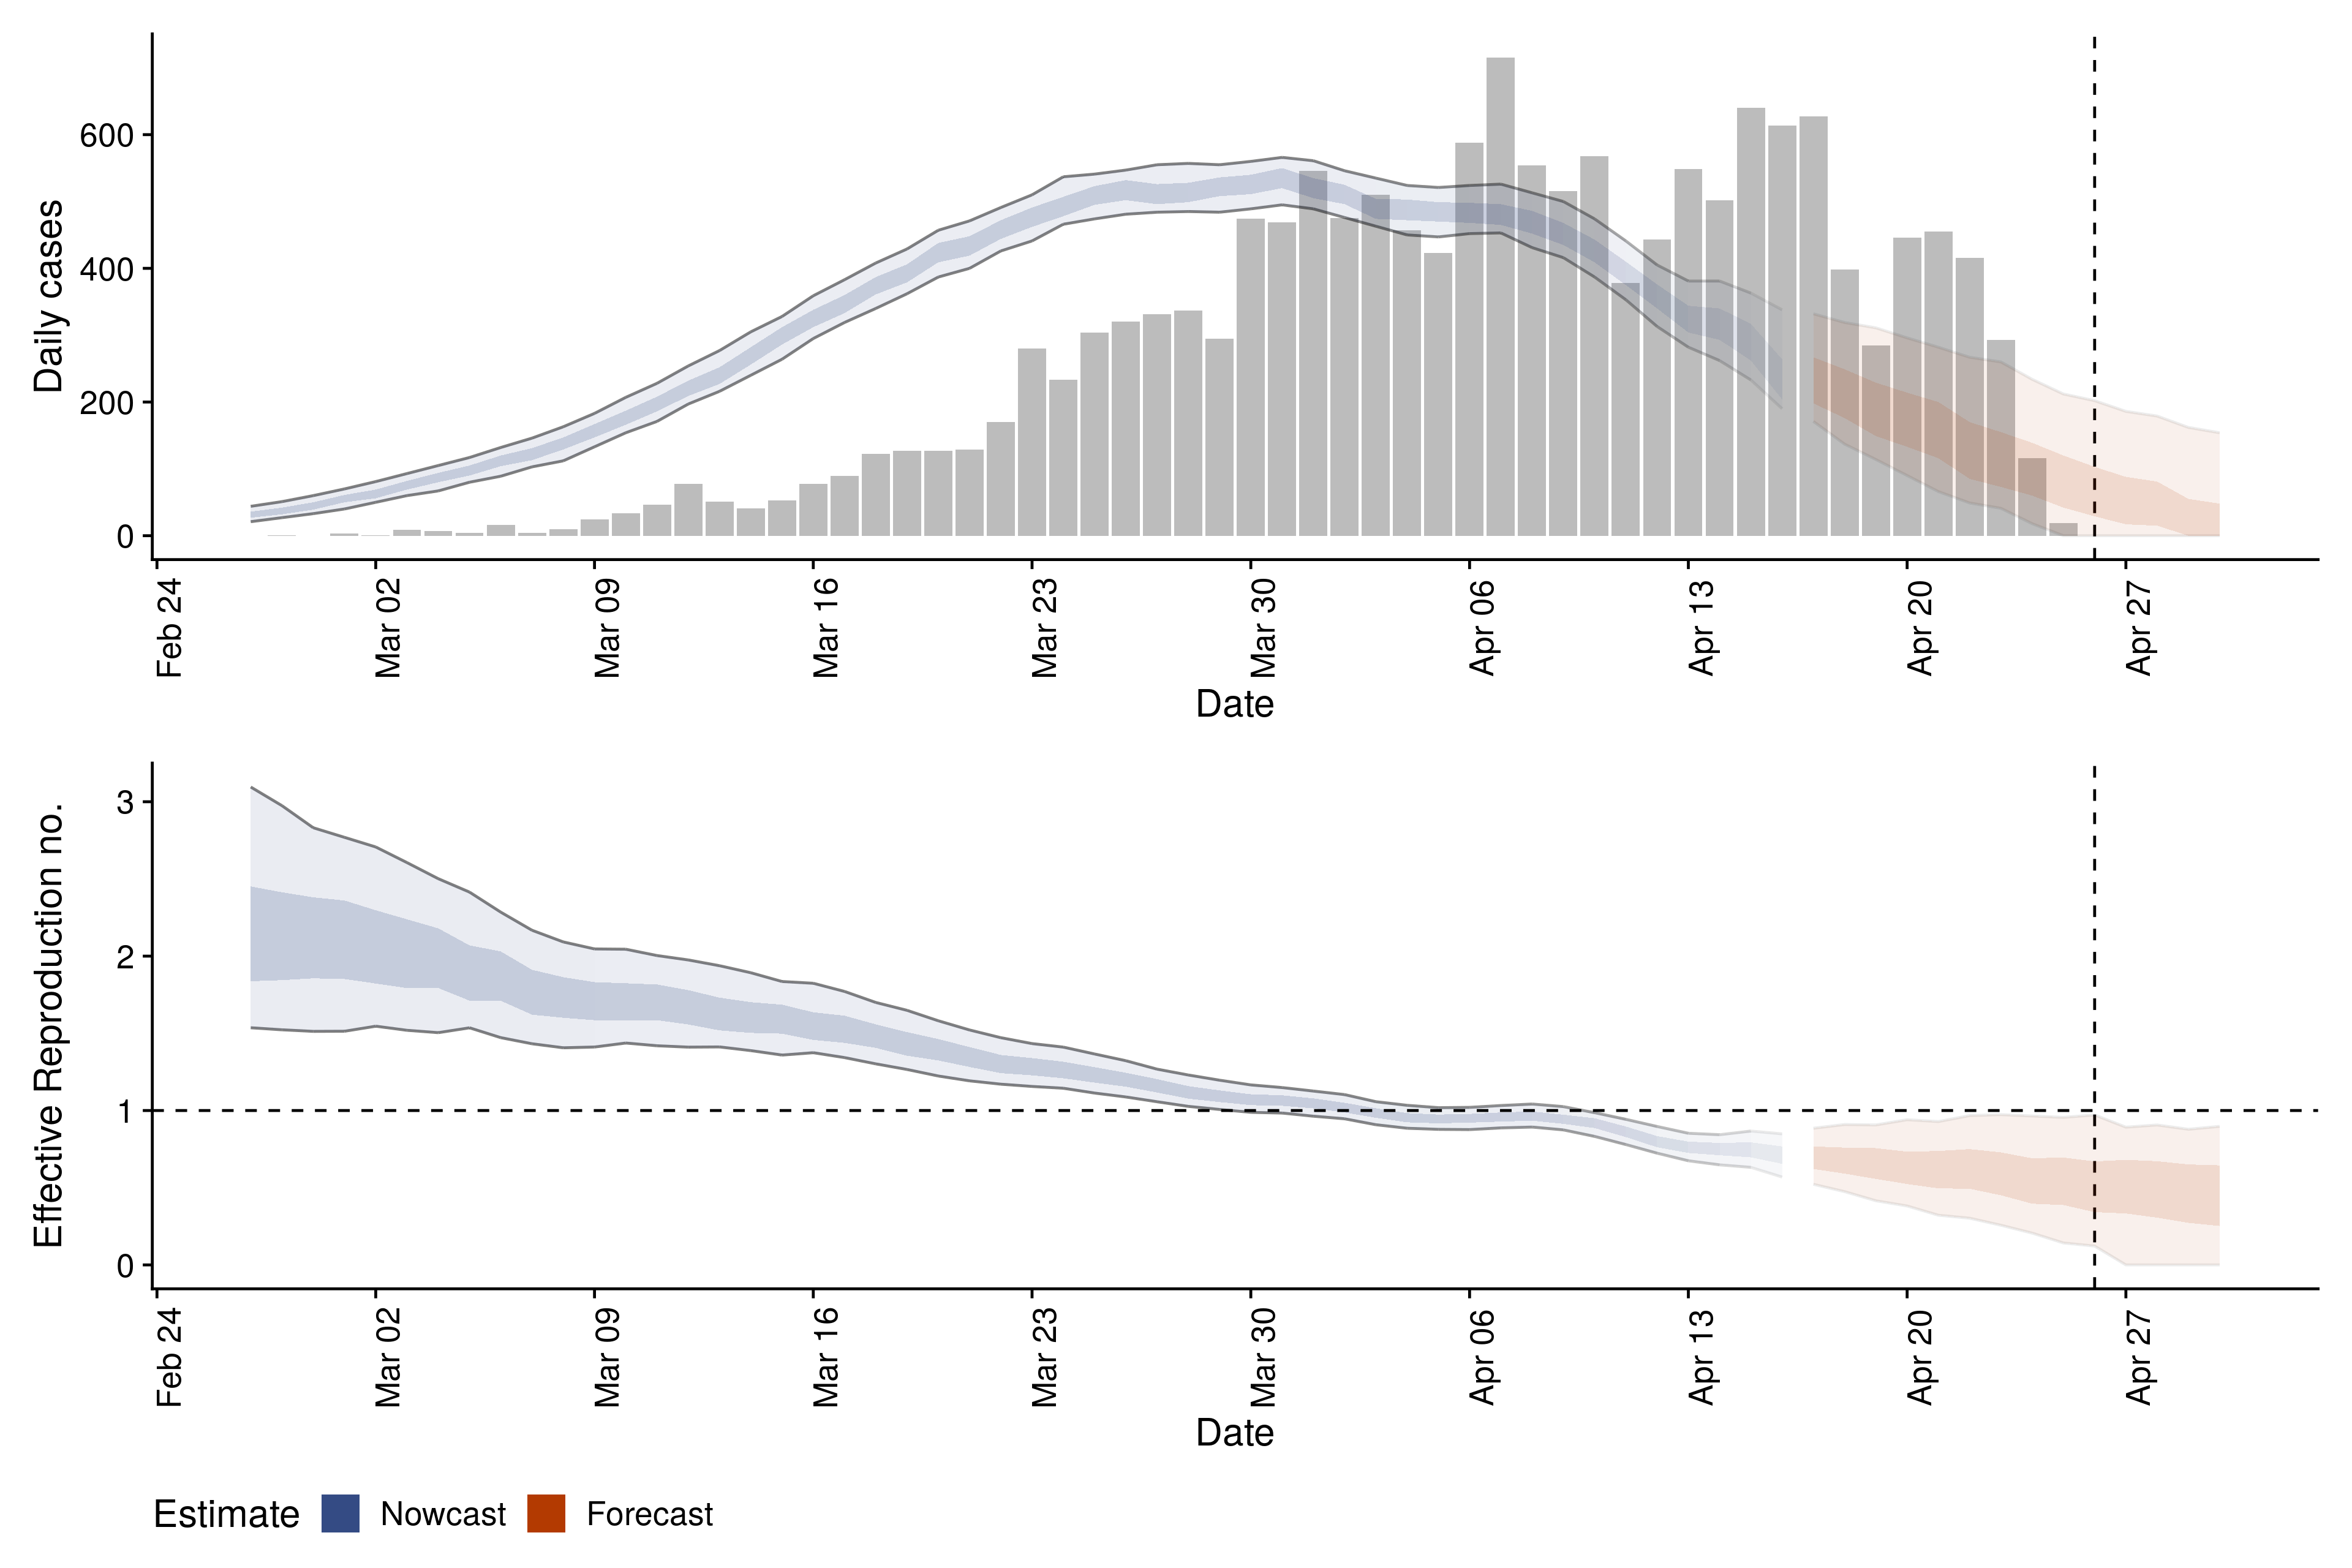 Daily cases
600
400
200
0
Feb 24
Mar 02
Mar 09
Mar 16
Mar 23
Mar 30
Apr 06
Apr 13
Apr 20
Apr 27
Date
Effective Reproduction no.
3
2
1
0
Feb 24
Mar 02
Mar 09
Mar 16
Mar 23
Mar 30
Apr 06
Apr 13
Apr 20
Apr 27
Date
Estimate Nowcast Forecast